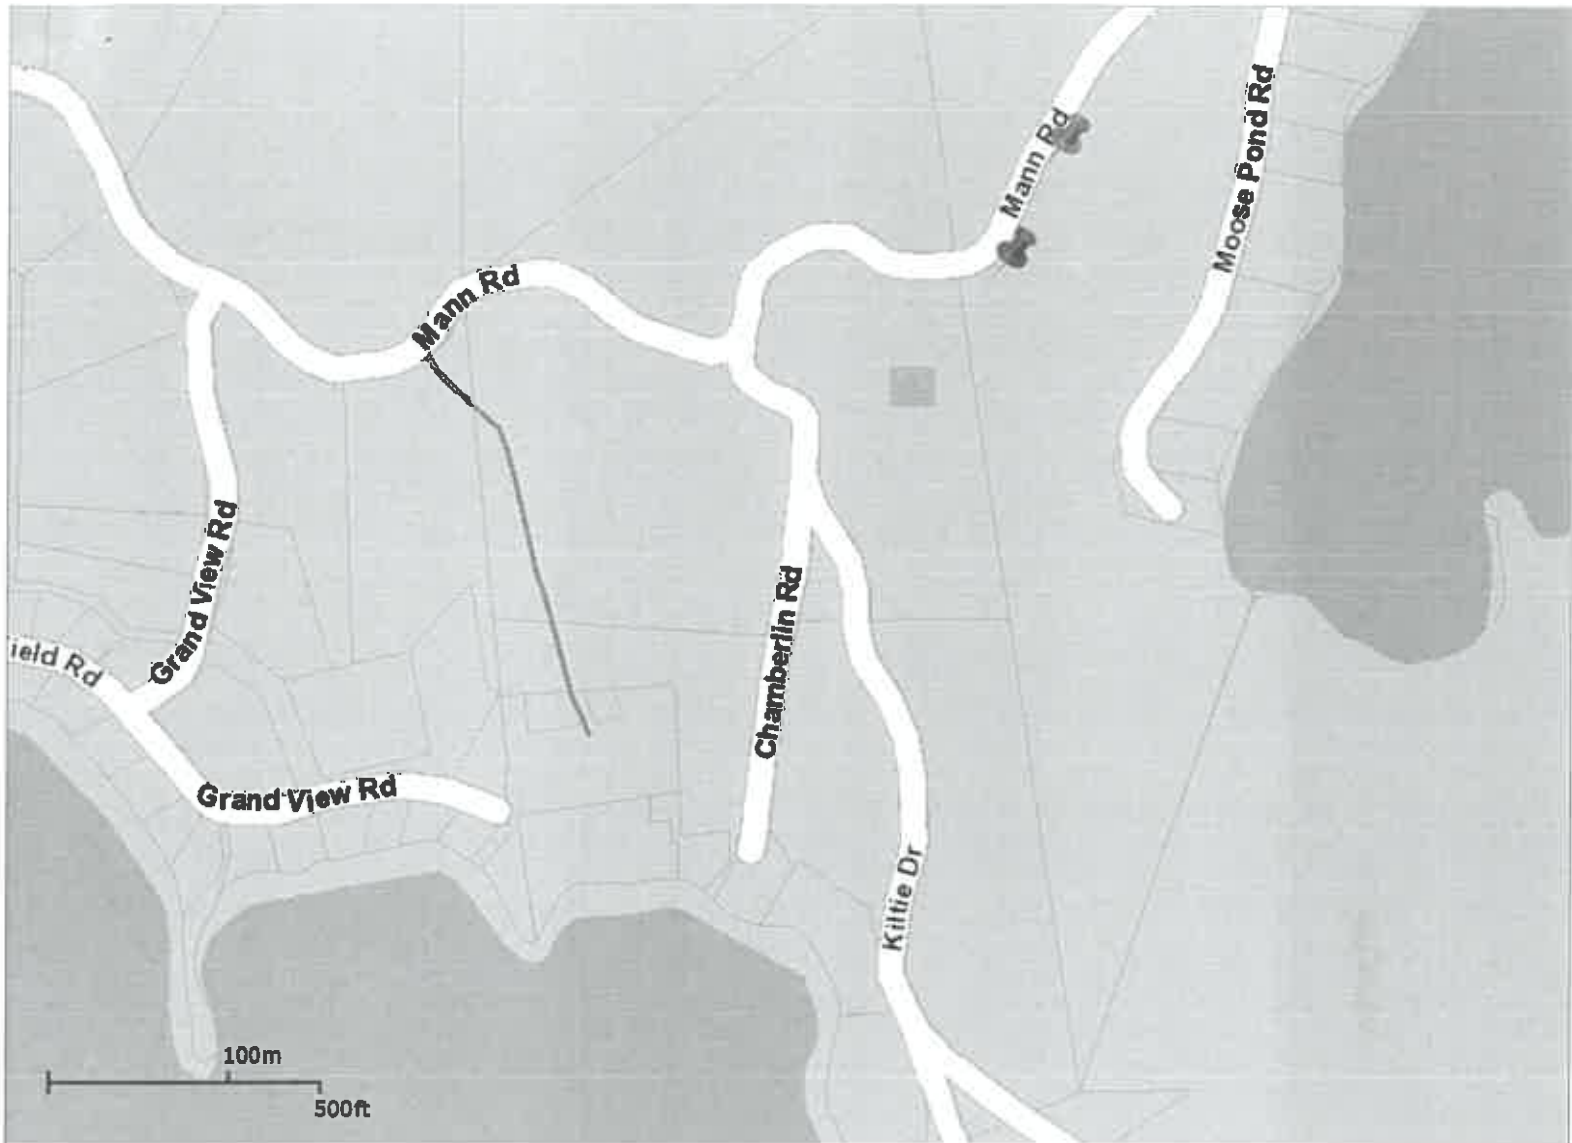 Mann Rd
Moose Pond Rd
Mann Rd
Grand View Rd
ield Rd
Chamberlin Rd
Grand View Rd
Kiltie Dr
100m
500ft